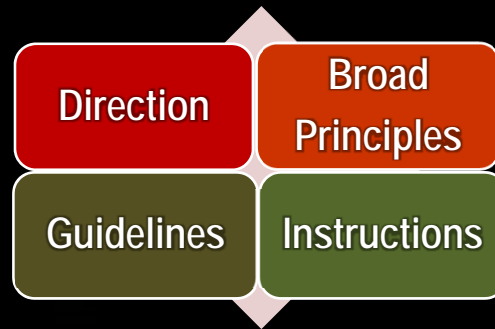 Direction
Broad
Principles
Guidelines
Instructions